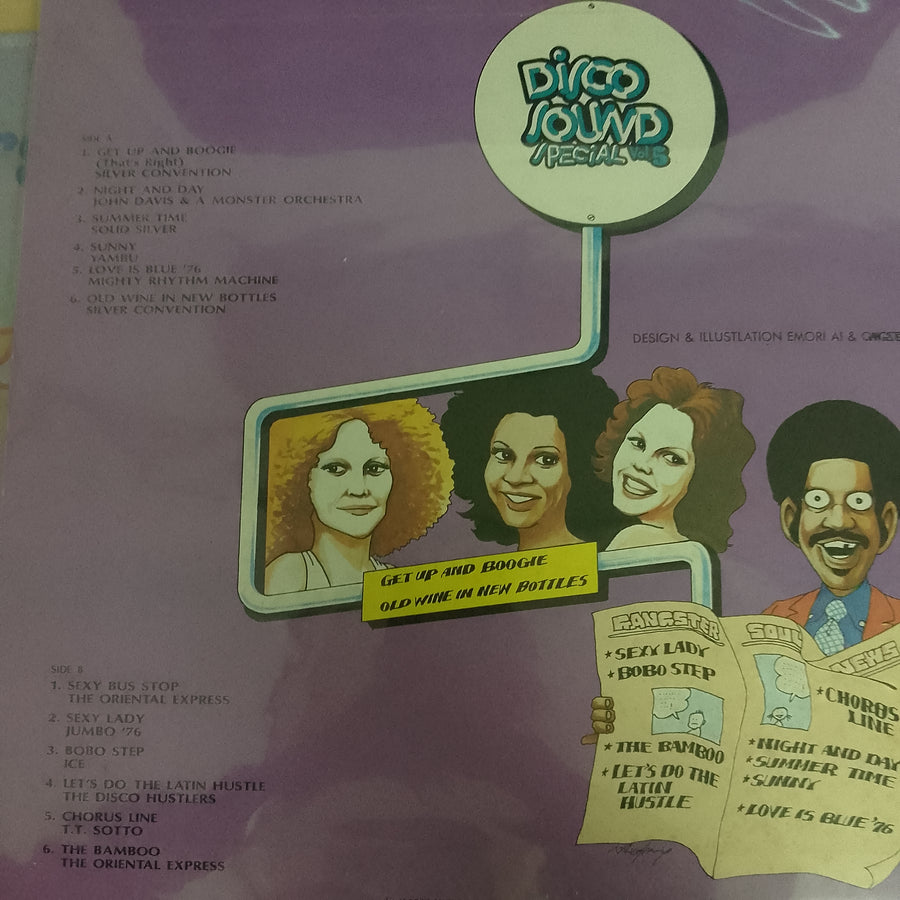 DISCO
SOUND
SPECIAL Vol.5
SIDE A
1. GET UP AND BOOGIE
(That's Right)
SILVER CONVENTION
2. NIGHT AND DAY
JOHN DAVIS & A MONSTER ORCHESTRA
3. SUMMER TIME
SOLID SILVER
4. SUNNY
YAMBU
5. LOVE IS BLUE '76
MIGHTY RHYTHM MACHINE
6. OLD WINE IN NEW BOTTLES
SILVER CONVENTION
DESIGN & ILLUSTLATION EMORI AI &
GET UP AND BOOGIE
OLD WINE IN NEW BOTTLES
SIDE B
1. SEXY BUS STOP
THE ORIENTAL EXPRESS
2. SEXY LADY
JUMBO '76
3. BOBO STEP
ICE
4. LET'S DO THE LATIN HUSTLE
THE DISCO HUSTLERS
5. CHORUS LINE
T.T. SOTTO
6. THE BAMBOO
THE ORIENTAL EXPRESS
GANGSTER
★SEXY LADY
★BOBO STEP
★THE BAMBOO
★LET'S DO THE
LATIN
HUSTLE
SOUL
NEWS
★CHOROS
LINE
★NIGHT AND DAY
★SUMMER TIME
★SUNNY
★LOVE IS BLUE '76